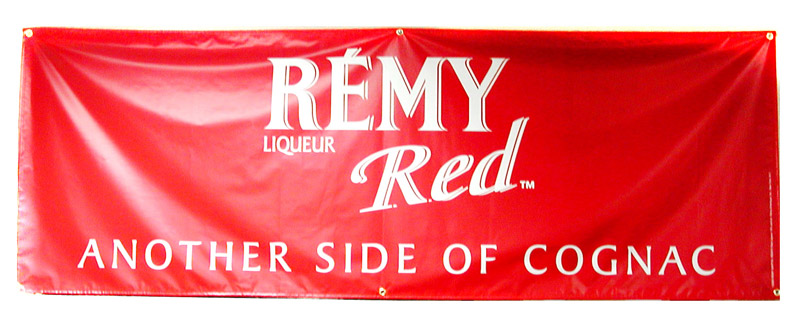 RÉMY
LIQUEUR
Red™
ANOTHER SIDE OF COGNAC